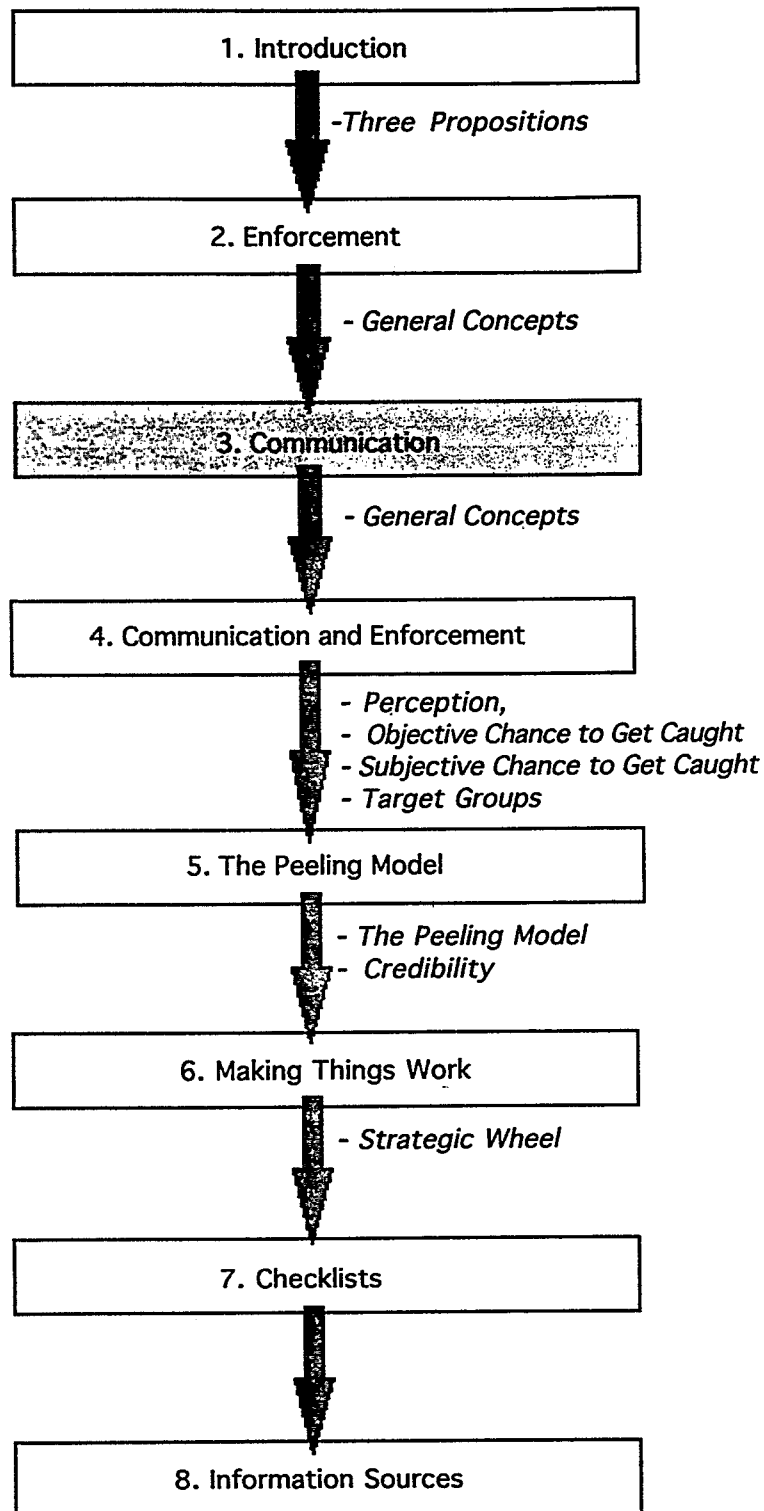 1. Introduction
-Three Propositions
2. Enforcement
- General Concepts
3. Communication
- General Concepts
4. Communication and Enforcement
- Perception,
- Objective Chance to Get Caught
- Subjective Chance to Get Caught
- Target Groups
5. The Peeling Model
- The Peeling Model
- Credibility
6. Making Things Work
- Strategic Wheel
7. Checklists
8. Information Sources